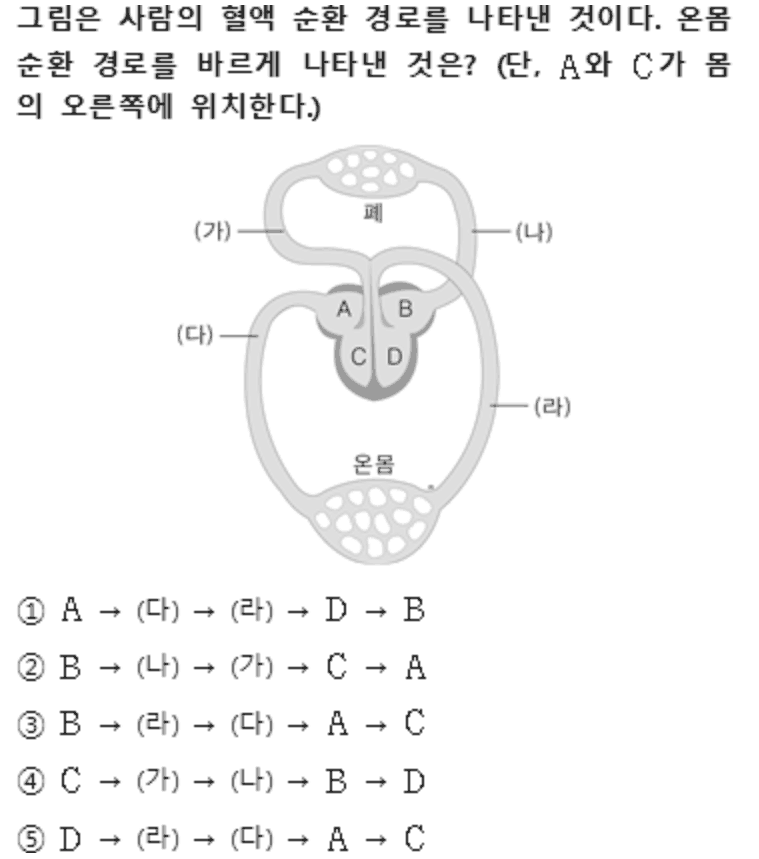 그림은 사람의 혈액 순환 경로를 나타낸 것이다. 온몸
순환 경로를 바르게 나타낸 것은? (단, A와 C가 몸
의 오른쪽에 위치한다.)
폐
(가)
(나)
A
B
(다)
C
D
(라)
온몸
① A → (다) → (라) → D → B
② B → (나) → (가) → C → A
③ B → (라) → (다) → A → C
④ C → (가) → (나) → B → D
⑤ D → (라) → (다) → A → C